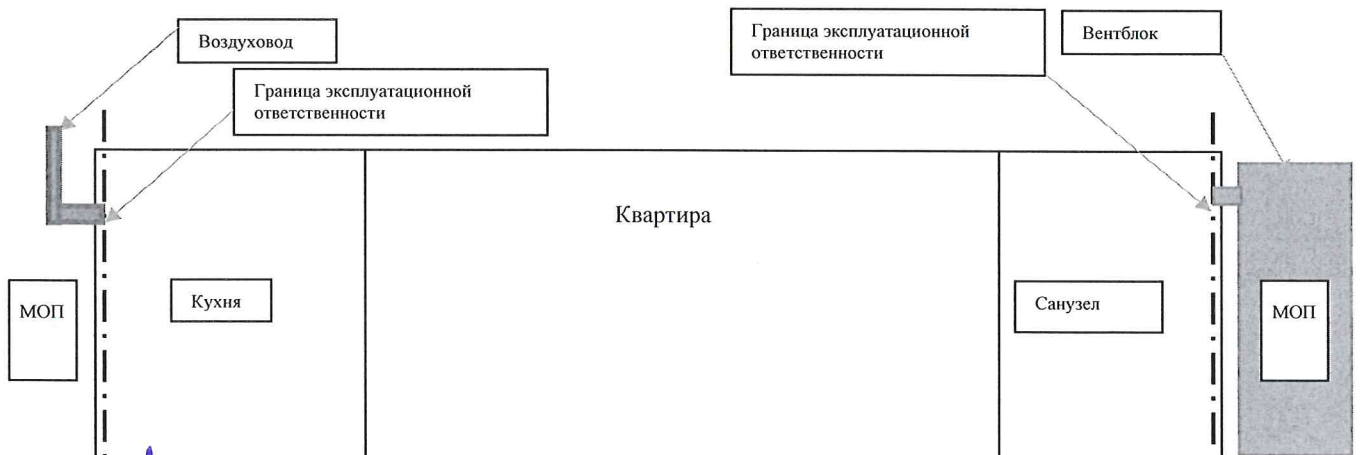 Воздуховод
Граница эксплуатационной
ответственности
Граница эксплуатационной
ответственности
Вентблок
Квартира
МОП
Кухня
Санузел
МОП